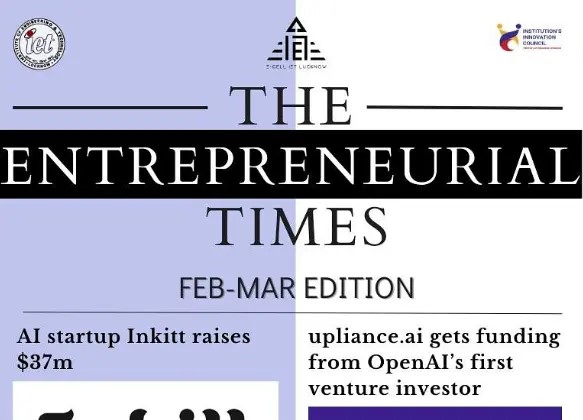 iet
E-CELL IET LUCKNOW
INSTITUTION'S
INNOVATION
COUNCIL
THE
ENTREPRENEURIAL
TIMES
FEB-MAR EDITION
AI startup Inkitt raises
$37m
upliance.ai gets funding
from OpenAI's first
venture investor